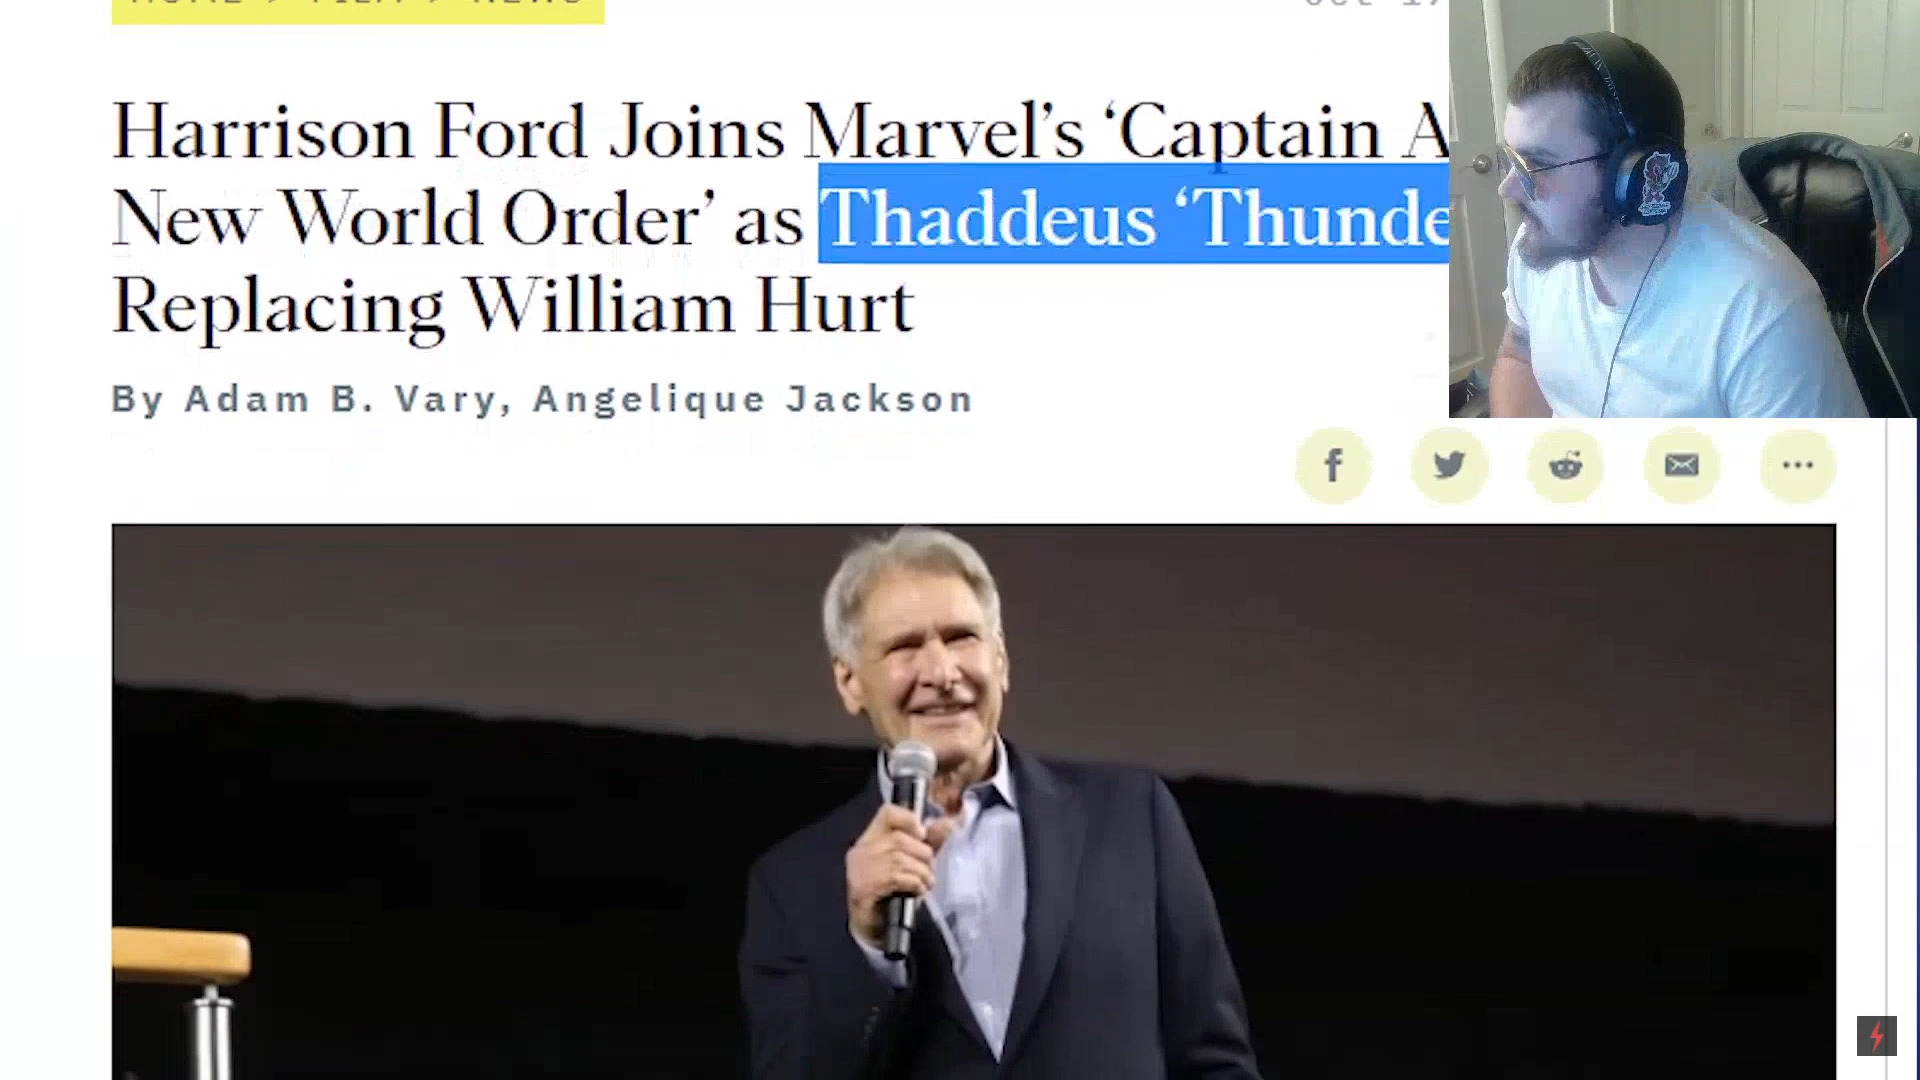 Harrison Ford Joins Marvel's 'Captain A
New World Order' as Thaddeus 'Thunde
Replacing William Hurt
By Adam B. Vary, Angelique Jackson